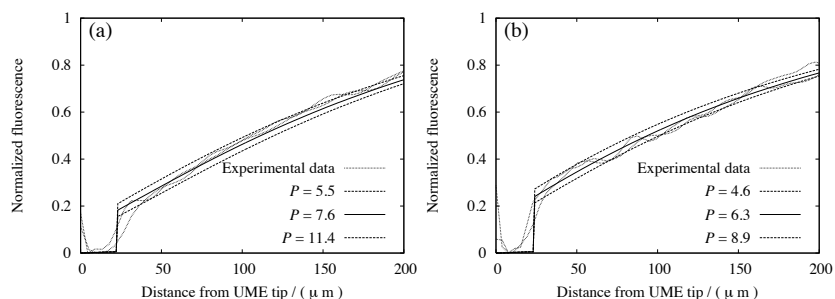 (a)
Normalized fluorescence
1
0.8
0.6
0.4
0.2
0
Experimental data
P = 5.5
P = 7.6
P = 11.4
0 50 100 150 200
Distance from UME tip / ( μ m )
(b)
Normalized fluorescence
1
0.8
0.6
0.4
0.2
0
Experimental data
P = 4.6
P = 6.3
P = 8.9
0 50 100 150 200
Distance from UME tip / ( μ m )